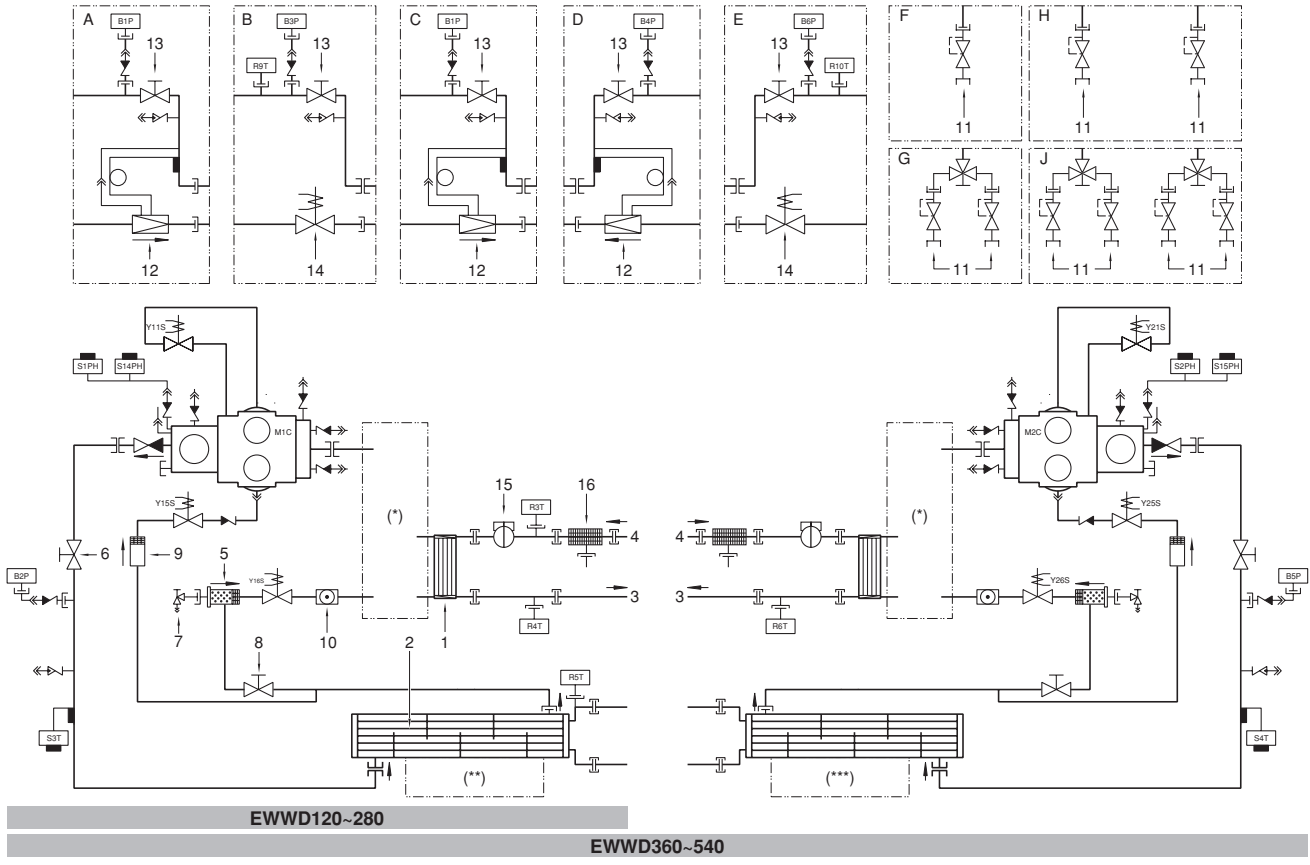 A B C D E F H
B1P B3P B1P B4P B6P
13 13 13 13 13
R9T R10T
11 11 11
G J
12 14 12 12 14 11 11 11
Y11S Y21S
S1PH S14PH S2PH S15PH
M1C M2C
15 16
R3T
Y15S Y25S
(*) (*)
4 4
6 9 5
B2P Y16S Y26S B5P
3 3
7 8 10 2 R4T 1 R6T
R5T
S3T S4T
(**) (***)
EWWD120~280
EWWD360~540